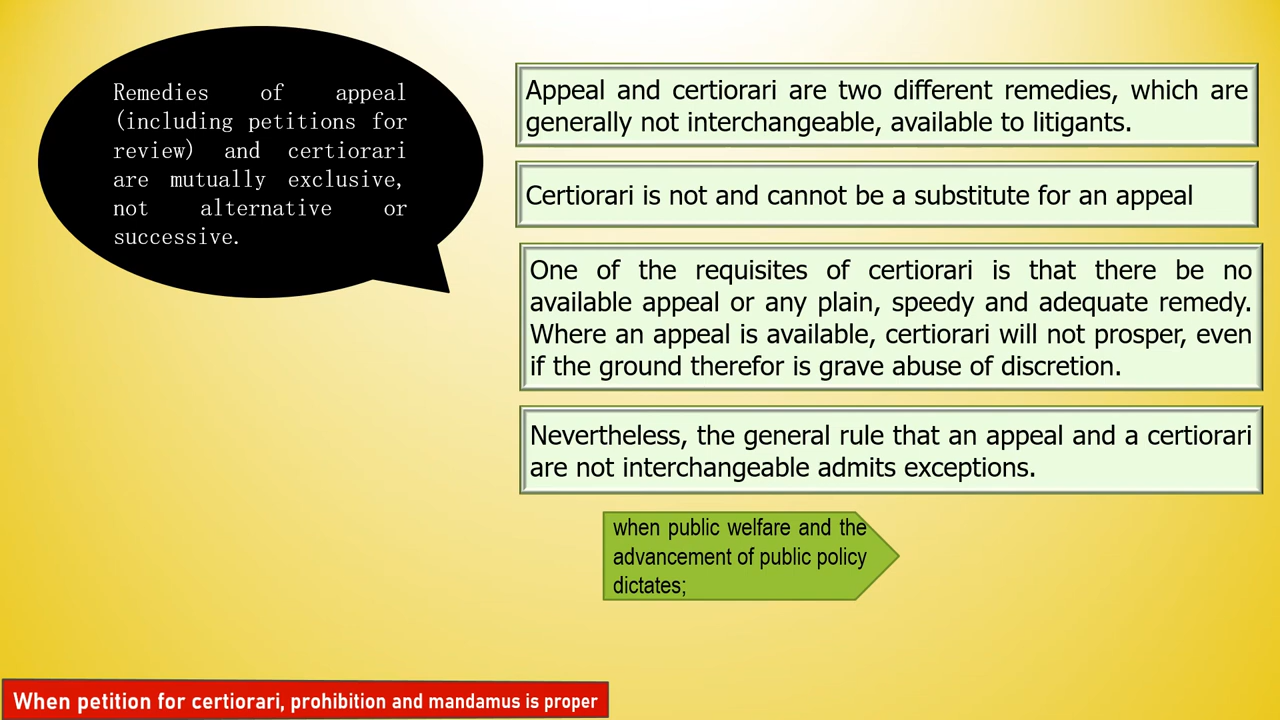 Remedies of appeal
(including petitions for
review) and certiorari
are mutually exclusive,
not alternative or
successive.
Appeal and certiorari are two different remedies, which are
generally not interchangeable, available to litigants.
Certiorari is not and cannot be a substitute for an appeal
One of the requisites of certiorari is that there be no
available appeal or any plain, speedy and adequate remedy.
Where an appeal is available, certiorari will not prosper, even
if the ground therefor is grave abuse of discretion.
Nevertheless, the general rule that an appeal and a certiorari
are not interchangeable admits exceptions.
when public welfare and the
advancement of public policy
dictates;
When petition for certiorari, prohibition and mandamus is proper